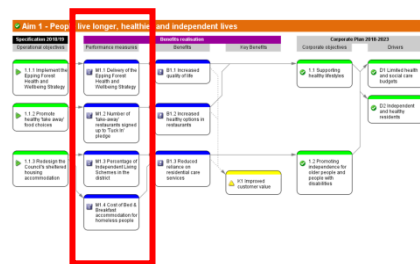 Aim 1 - People live longer, healthier and independent lives
Specification 2018/19
Benefits realisation
Corporate Plan 2018-2023
Operational objectives
Performance measures
Benefits
Key Benefits
Corporate objectives
Drivers
1.1.1 Implement the
Epping Forest
Health and
Wellbeing Strategy
M1.1 Delivery of the
Epping Forest
Health and
Wellbeing Strategy
B1.1 Increased
quality of life
1.1 Supporting
healthy lifestyles
D1 Limited health
and social care
budgets
1.1.2 Promote
healthy 'take away'
food choices
M1.2 Number of
'take-away'
restaurants signed
up to 'Tuck In'
pledge
B1.2 Increased
healthy options in
restaurants
D2 Independent
and healthy
residents
1.1.3 Redesign the
Council's sheltered
housing
accommodation
M1.3 Percentage of
Independent Living
Schemes in the
district
B1.3 Reduced
reliance on
residential care
services
K1 Improved
customer value
1.2 Promoting
independence for
older people and
people with
disabilities
M1.4 Cost of Bed &
Breakfast
accommodation for
homeless people